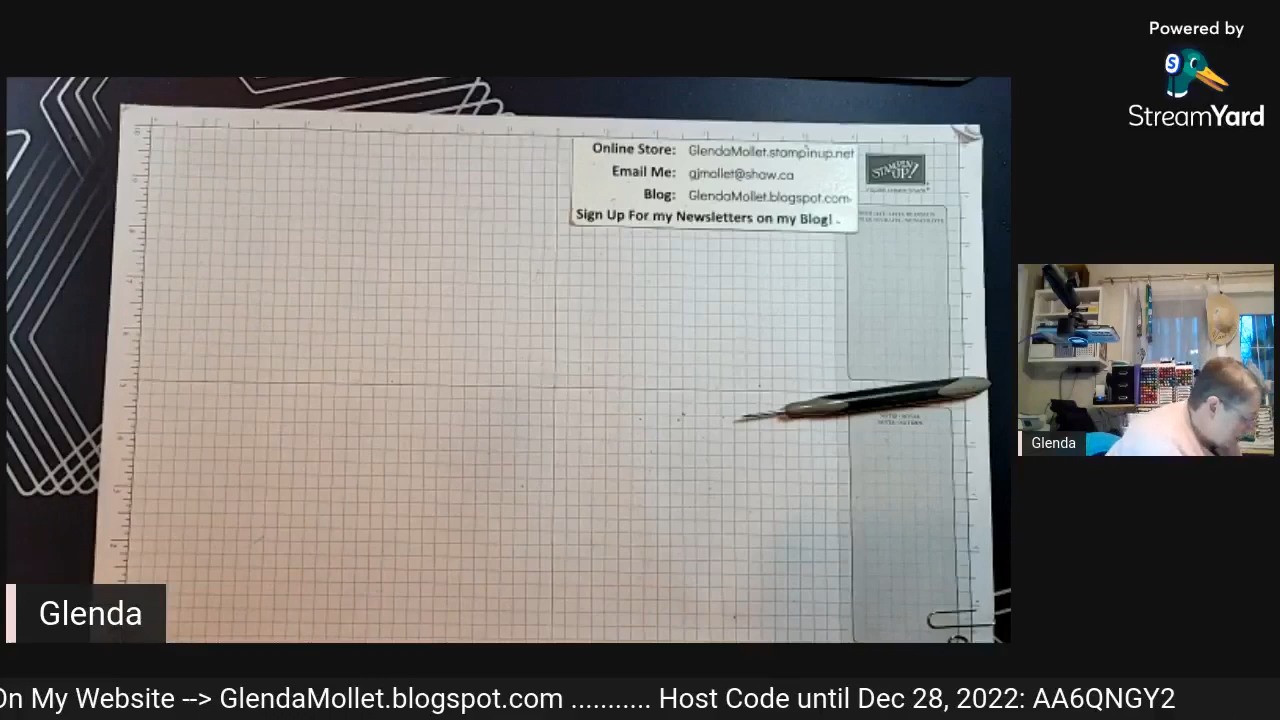 Powered by
S
StreamYard
Online Store: GlendaMollet.stampinup.net
Email Me: gjmollet@shaw.ca
Blog: GlendaMollet.blogspot.com
Sign Up For my Newsletters on my Blog! .
STAMPIN' UP!
Glenda
Glenda
On My Website --> GlendaMollet.blogspot.com ........... Host Code until Dec 28, 2022: AA6QNGY2